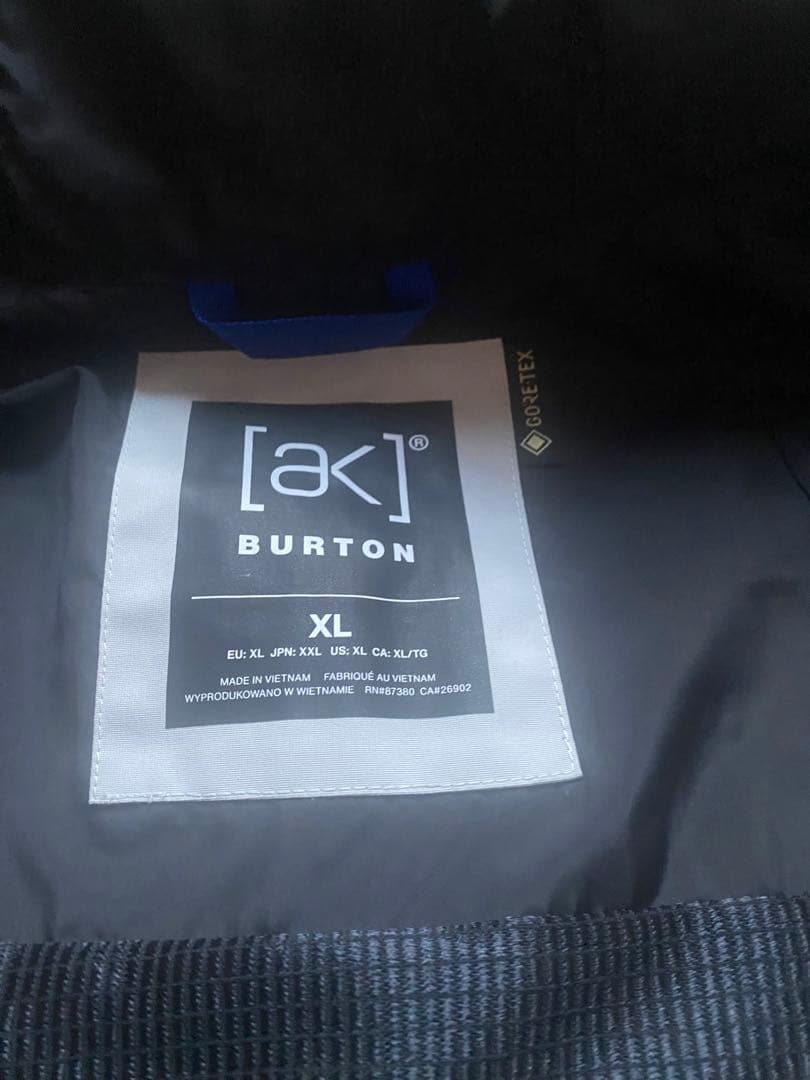 [ak]®
BURTON
XL
EU: XL JPN: XXL US: XL CA: XL/TG
MADE IN VIETNAM FABRIQUÉ AU VIETNAM
WYPRODUKOWANO W WIETNAMIE RN#87380 CA#26902
GORE-TEX